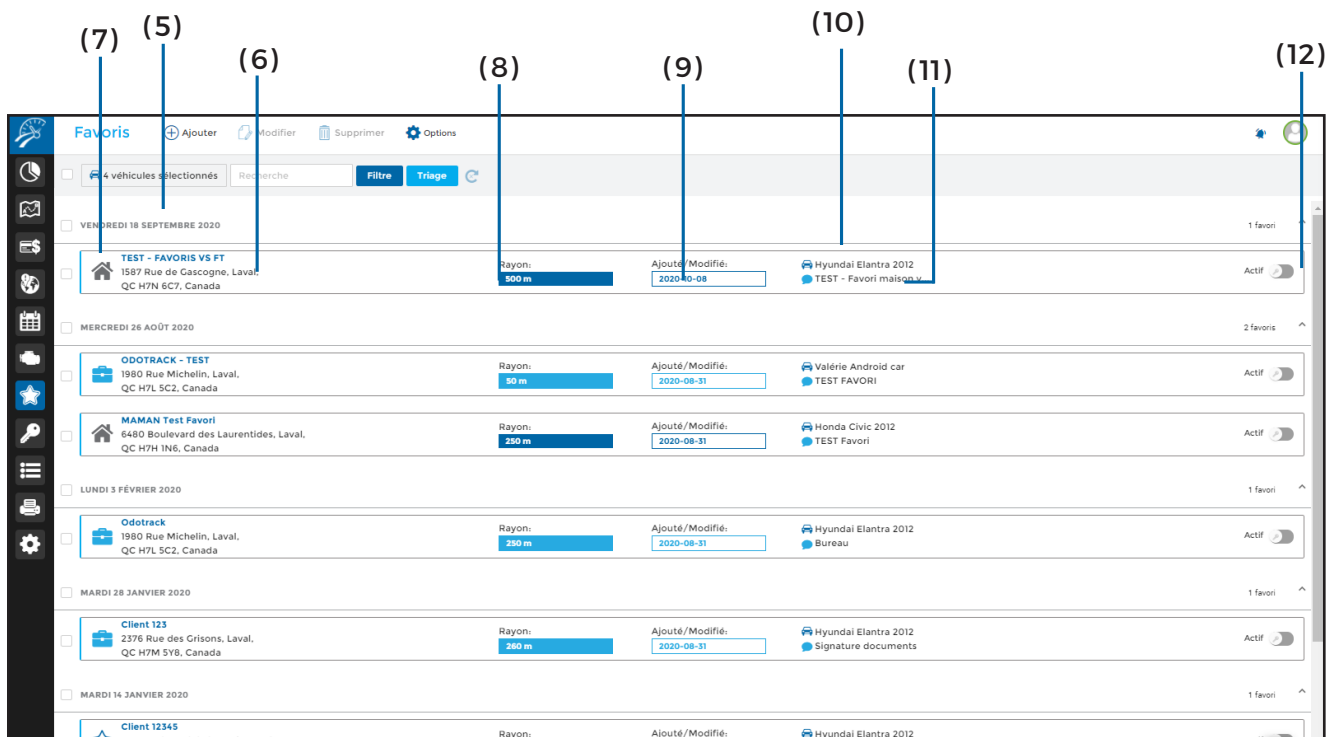 (7) (5) (6) (8) (9) (10) (11) (12)
Favoris Ajouter Modifier Supprimer Options
4 véhicules sélectionnés Recherche Filtre Triage
VENDREDI 18 SEPTEMBRE 2020 1 favori
TEST - FAVORIS VS FT
1587 Rue de Gascogne, Laval,
QC H7N 6C7, Canada
Rayon:
500 m
Ajouté/Modifié:
2020-10-08
Hyundai Elantra 2012
TEST - Favori maison v
Actif
MERCREDI 26 AOÛT 2020 2 favoris
ODOTRACK - TEST
1980 Rue Michelin, Laval,
QC H7L 5C2, Canada
Rayon:
50 m
Ajouté/Modifié:
2020-08-31
Valérie Android car
TEST FAVORI
Actif
MAMAN Test Favori
6480 Boulevard des Laurentides, Laval,
QC H7H 1N6, Canada
Rayon:
250 m
Ajouté/Modifié:
2020-08-31
Honda Civic 2012
TEST Favori
Actif
LUNDI 3 FÉVRIER 2020 1 favori
Odotrack
1980 Rue Michelin, Laval,
QC H7L 5C2, Canada
Rayon:
250 m
Ajouté/Modifié:
2020-08-31
Hyundai Elantra 2012
Bureau
Actif
MARDI 28 JANVIER 2020 1 favori
Client 123
2376 Rue des Grisons, Laval,
QC H7M 5Y8, Canada
Rayon:
260 m
Ajouté/Modifié:
2020-08-31
Hyundai Elantra 2012
Signature documents
Actif
MARDI 14 JANVIER 2020 1 favori
Client 12345
Rayon:
Ajouté/Modifié:
Hyundai Elantra 2012